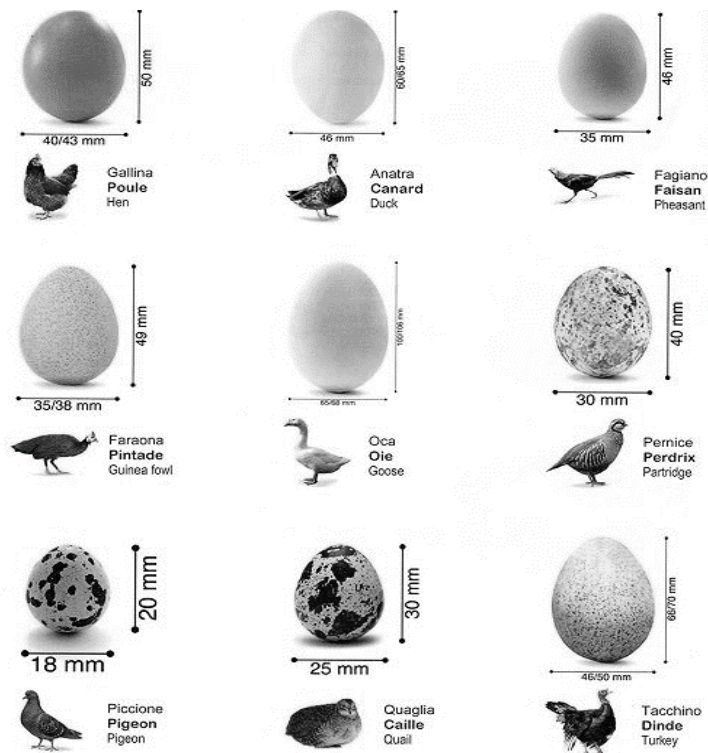 50 mm
40/43 mm
Gallina
Poule
Hen
60/65 mm
46 mm
Anatra
Canard
Duck
46 mm
35 mm
Fagiano
Faisan
Pheasant
49 mm
35/38 mm
Faraona
Pintade
Guinea fowl
100/106 mm
65/68 mm
Oca
Oie
Goose
40 mm
30 mm
Pernice
Perdrix
Partridge
20 mm
18 mm
Piccione
Pigeon
Pigeon
30 mm
25 mm
Quaglia
Caille
Quail
66/70 mm
46/50 mm
Tacchino
Dinde
Turkey